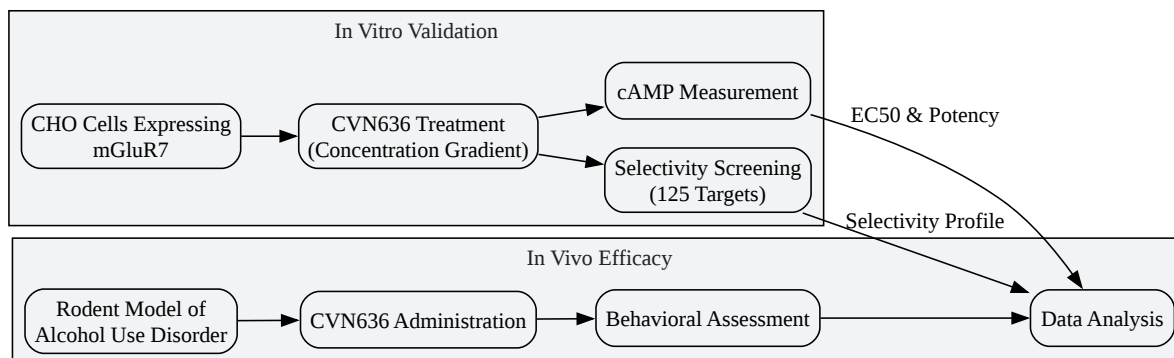 In Vitro Validation
CHO Cells Expressing
mGluR7
CVN636 Treatment
(Concentration Gradient)
cAMP Measurement
Selectivity Screening
(125 Targets)
EC50 & Potency
Selectivity Profile
In Vivo Efficacy
Rodent Model of
Alcohol Use Disorder
CVN636 Administration
Behavioral Assessment
Data Analysis